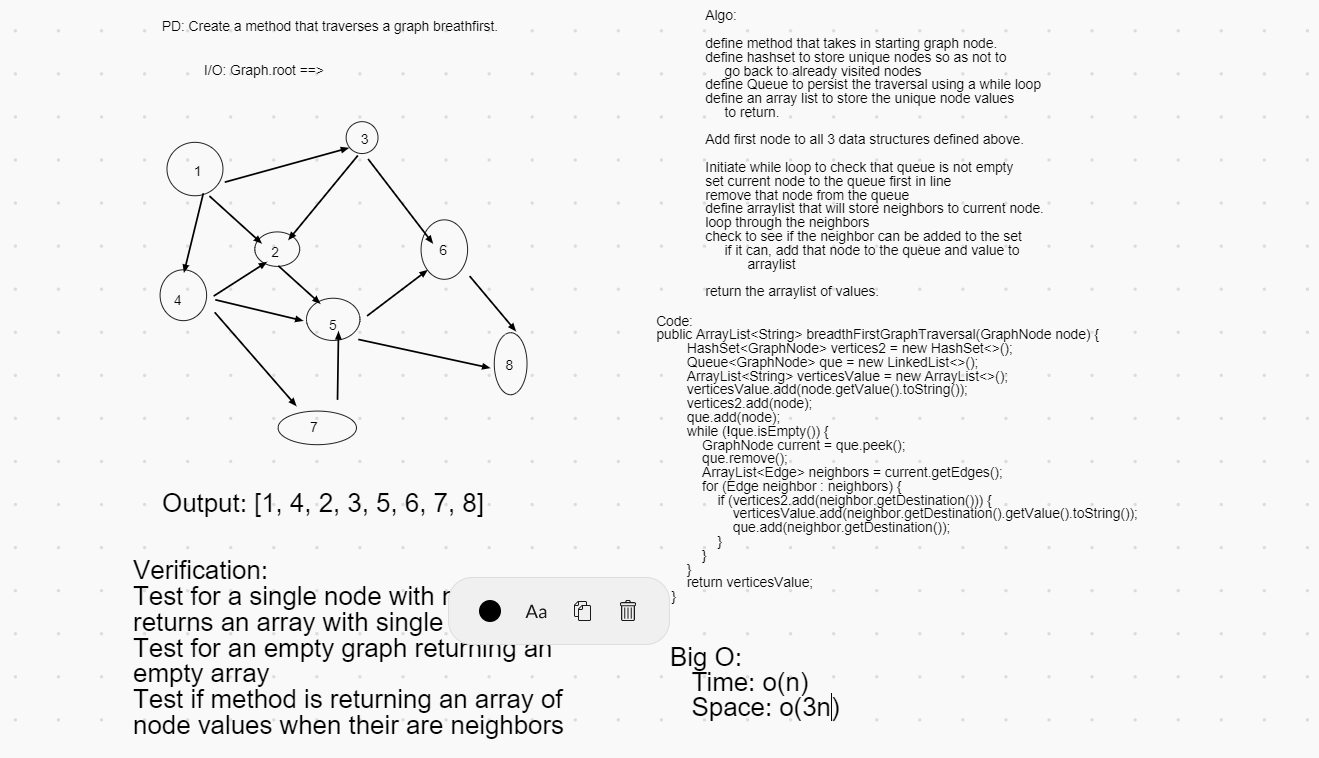 PD: Create a method that traverses a graph breathfirst.
I/O: Graph.root ==>
1
3
2
6
4
5
8
7
Output: [1, 4, 2, 3, 5, 6, 7, 8]
Verification:
Test for a single node with
returns an array with single
Test for an empty graph returning an
empty array
Test if method is returning an array of
node values when their are neighbors
Aa
Algo:
define method that takes in starting graph node.
define hashset to store unique nodes so as not to
go back to already visited nodes
define Queue to persist the traversal using a while loop
define an array list to store the unique node values
to return.
Add first node to all 3 data structures defined above.
Initiate while loop to check that queue is not empty
set current node to the queue first in line
remove that node from the queue
define arraylist that will store neighbors to current node.
loop through the neighbors
check to see if the neighbor can be added to the set
if it can, add that node to the queue and value to
arraylist
return the arraylist of values.
Code:
public ArrayList<String> breadthFirstGraphTraversal(GraphNode node) {
HashSet<GraphNode> vertices2 = new HashSet<>();
Queue<GraphNode> que = new LinkedList<>();
ArrayList<String> verticesValue = new ArrayList<>();
verticesValue.add(node.getValue().toString());
vertices2.add(node);
que.add(node);
while (!que.isEmpty()) {
GraphNode current = que.peek();
que.remove();
ArrayList<Edge> neighbors = current.getEdges();
for (Edge neighbor : neighbors) {
if (vertices2.add(neighbor.getDestination())) {
verticesValue.add(neighbor.getDestination().getValue().toString());
que.add(neighbor.getDestination());
}
}
}
return verticesValue;
}
Big O:
Time: o(n)
Space: o(3n)